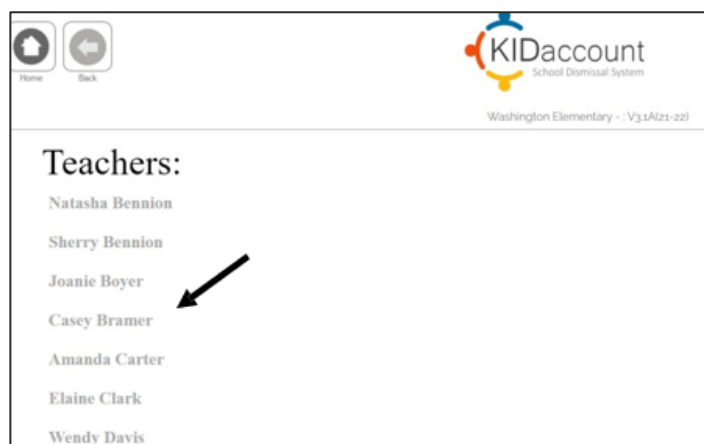 KIDaccount
School Dismissal System
Home
Back
Washington Elementary - : V3.1A(21-22)
Teachers:
Natasha Bennion
Sherry Bennion
Joanie Boyer
Casey Bramer
Amanda Carter
Elaine Clark
Wendy Davis